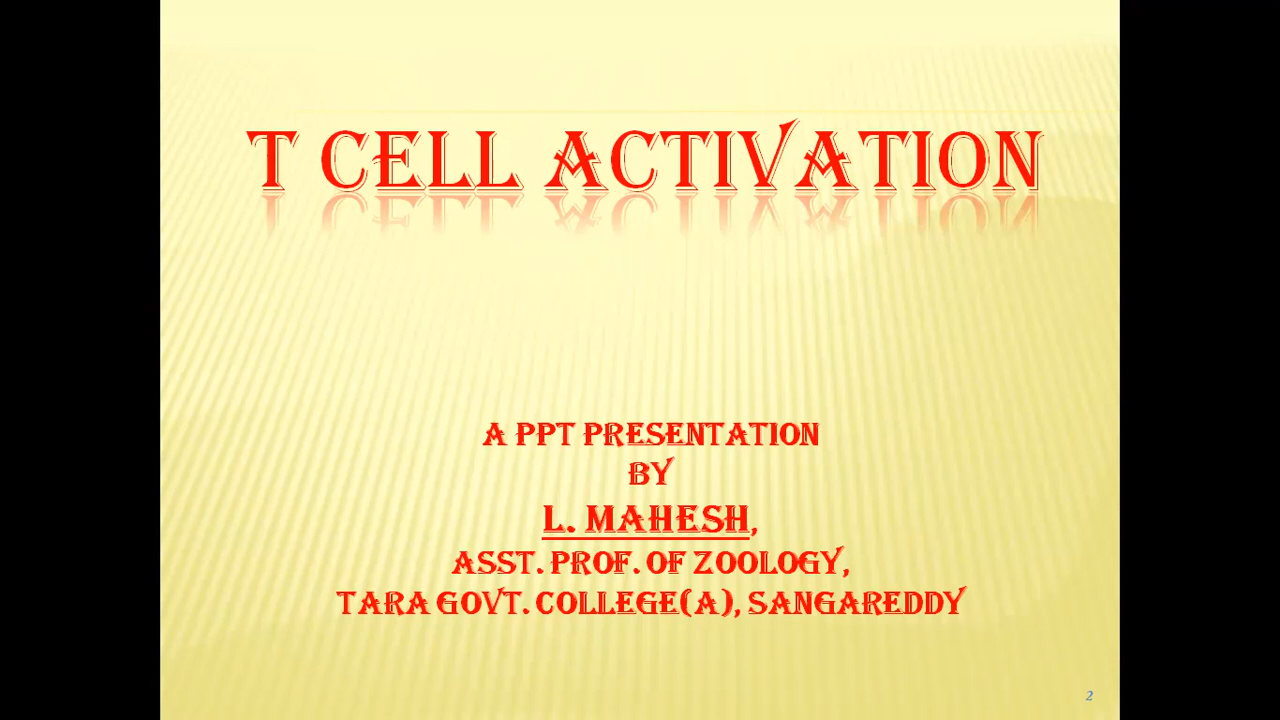 T CELL ACTIVATION
A PPT PRESENTATION
BY
L. MAHESH,
ASST. PROF. OF ZOOLOGY,
TARA GOVT. COLLEGE(A), SANGAREDDY
2